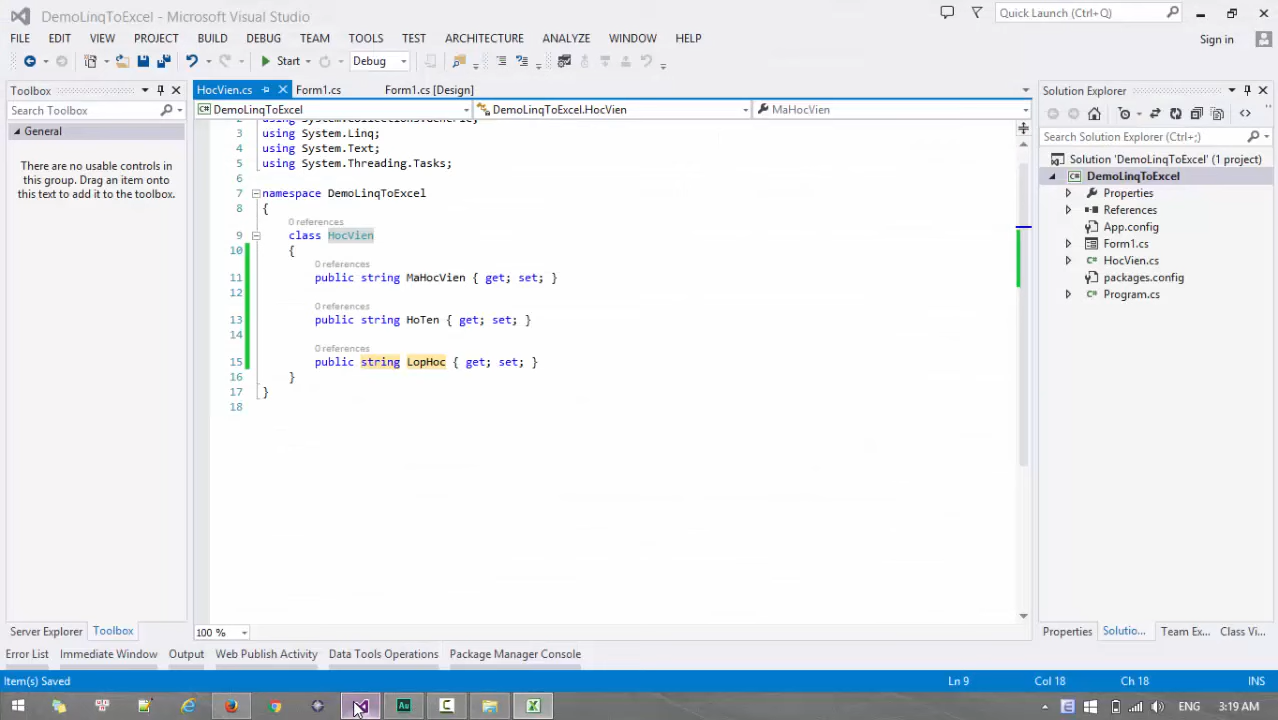 DemoLinqToExcel - Microsoft Visual Studio
Quick Launch (Ctrl+Q)
FILE EDIT VIEW PROJECT BUILD DEBUG TEAM TOOLS TEST ARCHITECTURE ANALYZE WINDOW HELP
Sign in
Start Debug
Toolbox
Search Toolbox
General
There are no usable controls in
this group. Drag an item onto
this text to add it to the toolbox.
Server Explorer Toolbox
HocVien.cs Form1.cs Form1.cs [Design]
DemoLinqToExcel DemoLinqToExcel.HocVien MaHocVien
2 using System.Collections.Generic;
3 using System.Linq;
4 using System.Text;
5 using System.Threading.Tasks;
6
7 namespace DemoLinqToExcel
8 {
0 references
9 class HocVien
10 {
0 references
11 public string MaHocVien { get; set; }
12
0 references
13 public string HoTen { get; set; }
14
0 references
15 public string LopHoc { get; set; }
16 }
17 }
18
100 %
Solution Explorer
Search Solution Explorer (Ctrl+;)
Solution 'DemoLinqToExcel' (1 project)
DemoLinqToExcel
Properties
References
App.config
Form1.cs
HocVien.cs
packages.config
Program.cs
Properties Solutio... Team Ex... Class Vi...
Error List Immediate Window Output Web Publish Activity Data Tools Operations Package Manager Console
Item(s) Saved Ln 9 Col 18 Ch 18 INS
ENG 3:19 AM